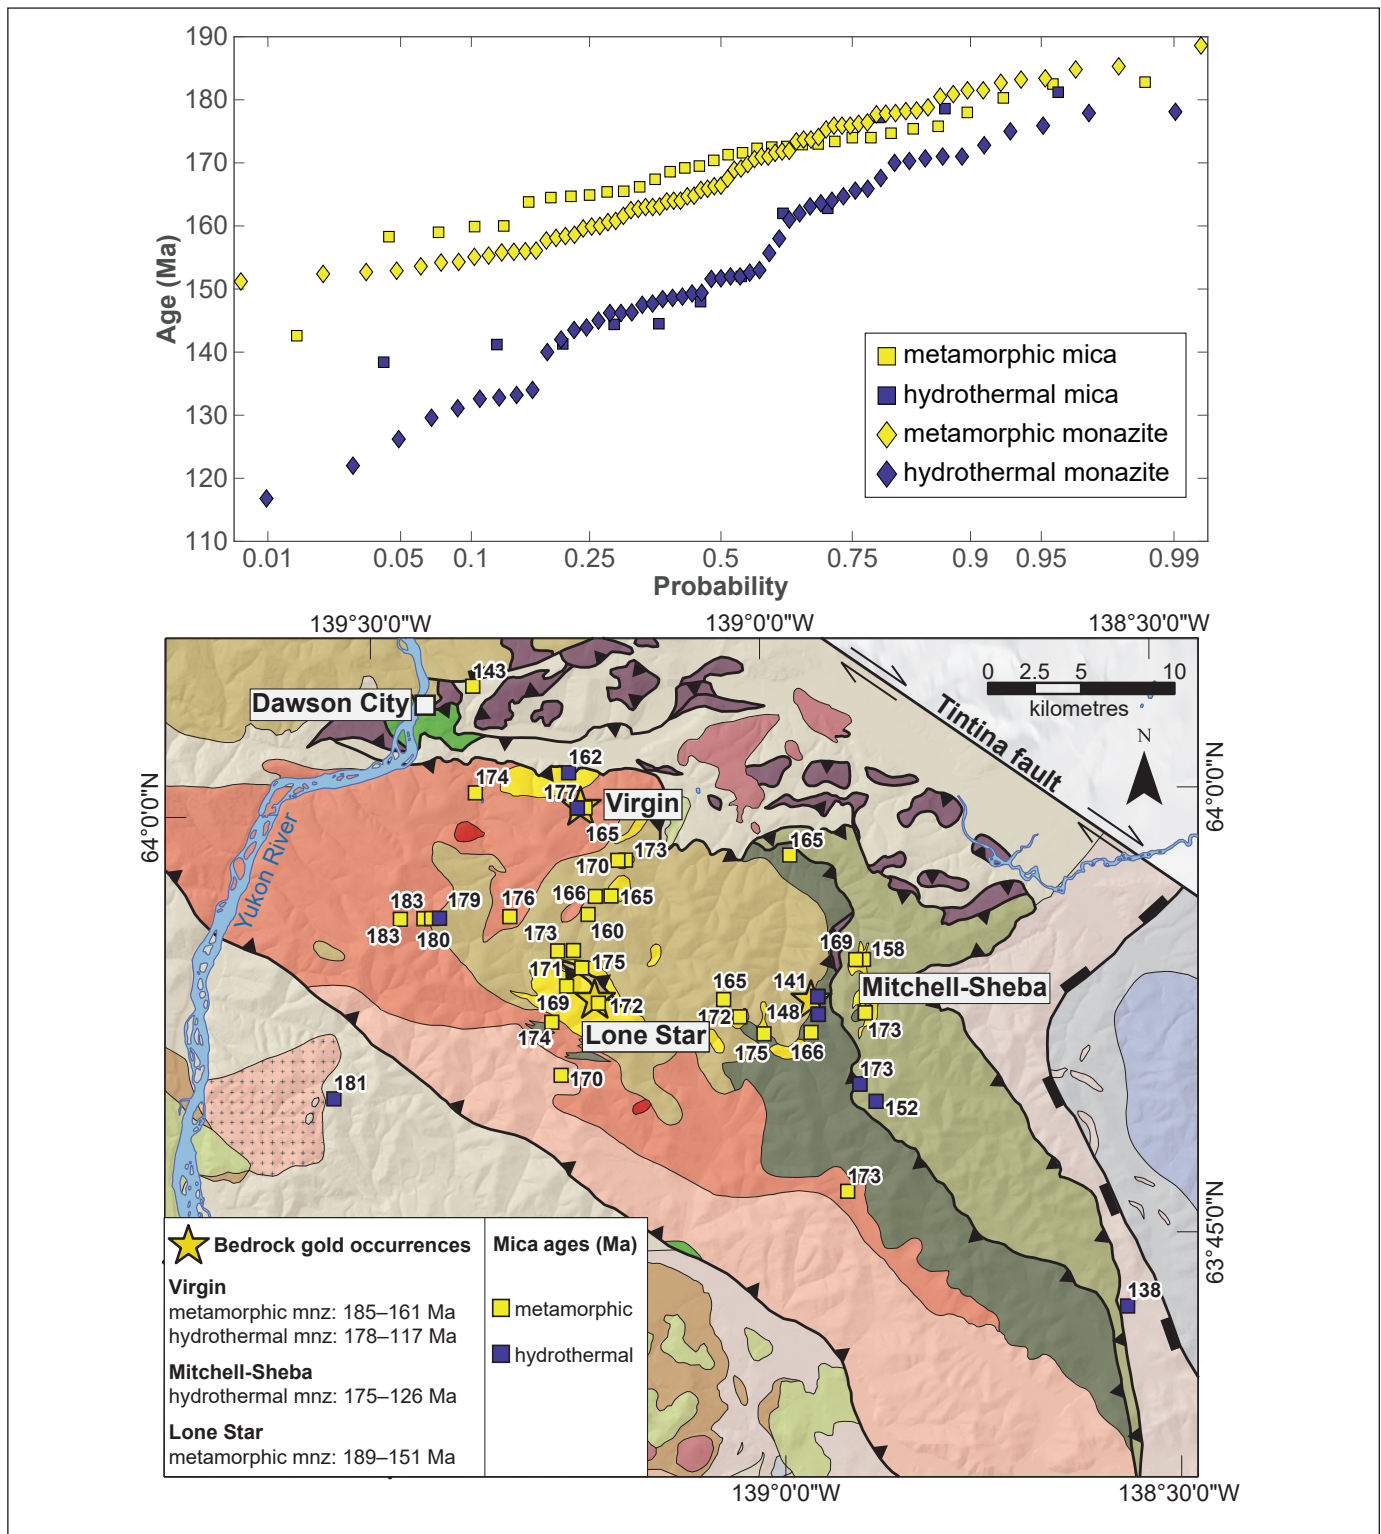 190
180
170
160
150
140
130
120
110
Age (Ma)
metamorphic mica
hydrothermal mica
metamorphic monazite
hydrothermal monazite
0.01 0.05 0.1 0.25 0.5 0.75 0.9 0.95 0.99
Probability
139°30'0"W 139°0'0"W 138°30'0"W
143
Dawson City
0 2.5 5 10
kilometres
Tintina fault
N
64°0'0"N
64°0'0"N
174
162
177
Virgin
165
173
170
165
Yukon River
183
179
176
166
165
183
180
160
173
169
158
171
175
165
141
Mitchell-Sheba
169
172
172
148
173
174
Lone Star
175
166
170
173
181
152
173
63°45'0"N
138
Bedrock gold occurrences
Mica ages (Ma)
Virgin
metamorphic mnz: 185–161 Ma
hydrothermal mnz: 178–117 Ma
metamorphic
hydrothermal
Mitchell-Sheba
hydrothermal mnz: 175–126 Ma
Lone Star
metamorphic mnz: 189–151 Ma
139°0'0"W 138°30'0"W